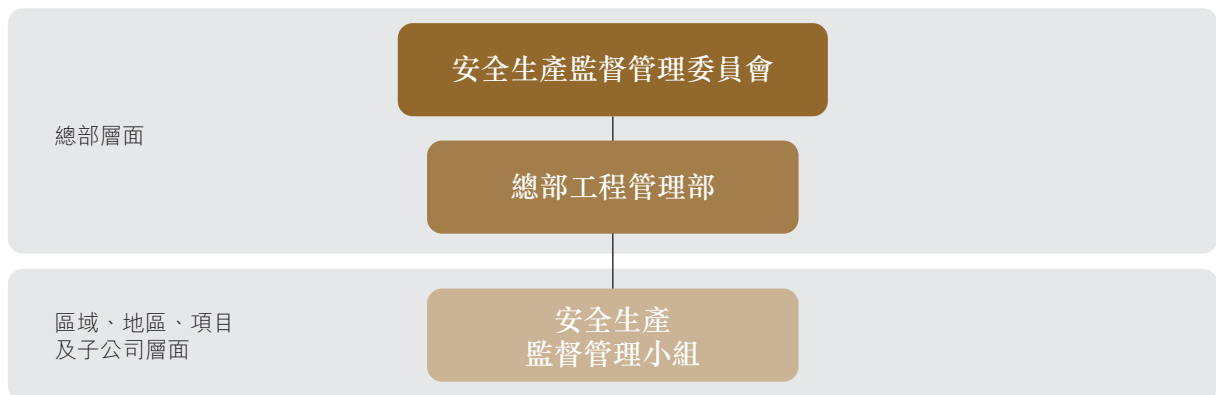 安全生產監督管理委員會
總部層面
總部工程管理部
區域、地區、項目
及子公司層面
安全生產
監督管理小組